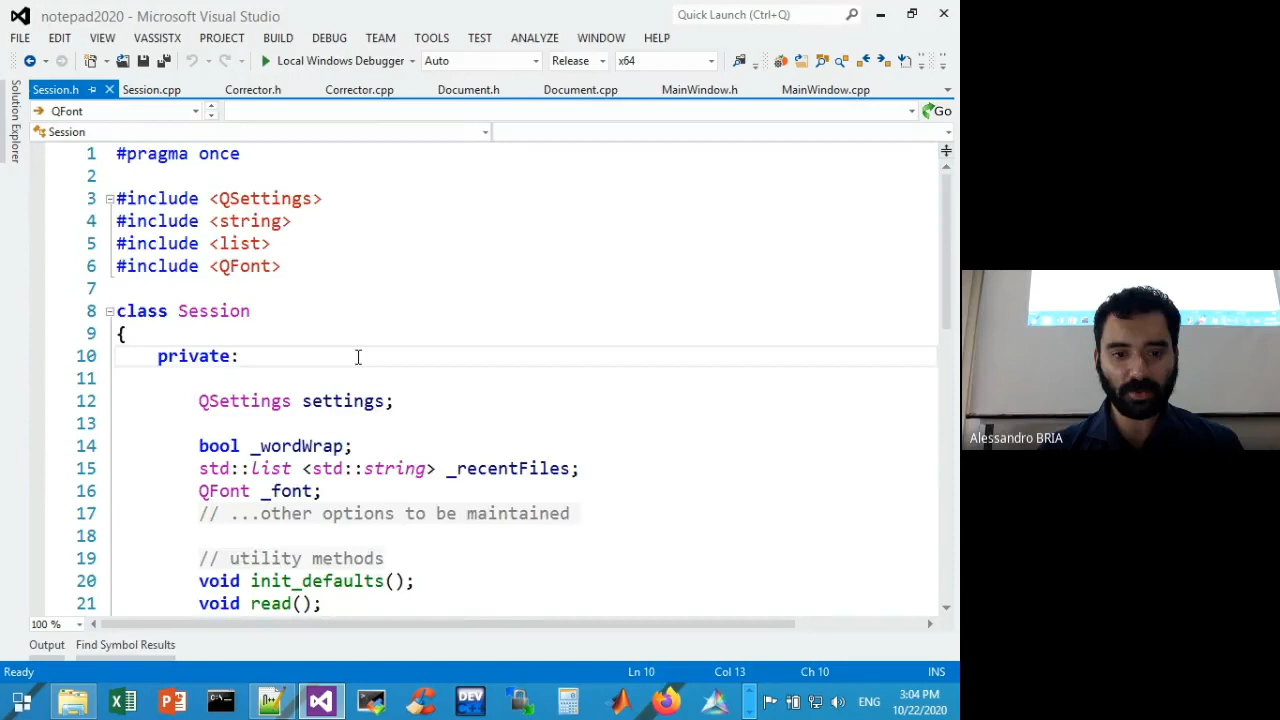 notepad2020 - Microsoft Visual Studio
Quick Launch (Ctrl+Q)
FILE EDIT VIEW VASSISTX PROJECT BUILD DEBUG TEAM TOOLS TEST ANALYZE WINDOW HELP
Local Windows Debugger Auto Release x64
Session.h Session.cpp Corrector.h Corrector.cpp Document.h Document.cpp MainWindow.h MainWindow.cpp
QFont Go
Session
Solution Explorer
1 #pragma once
2
3 #include <QSettings>
4 #include <string>
5 #include <list>
6 #include <QFont>
7
8 class Session
9 {
10 private:
11
12 QSettings settings;
13
14 bool _wordWrap;
15 std::list <std::string> _recentFiles;
16 QFont _font;
17 // ...other options to be maintained
18
19 // utility methods
20 void init_defaults();
21 void read();
100 %
Output Find Symbol Results
Ready Ln 10 Col 13 Ch 10 INS
DEV
ENG
3:04 PM
10/22/2020
Alessandro BRIA